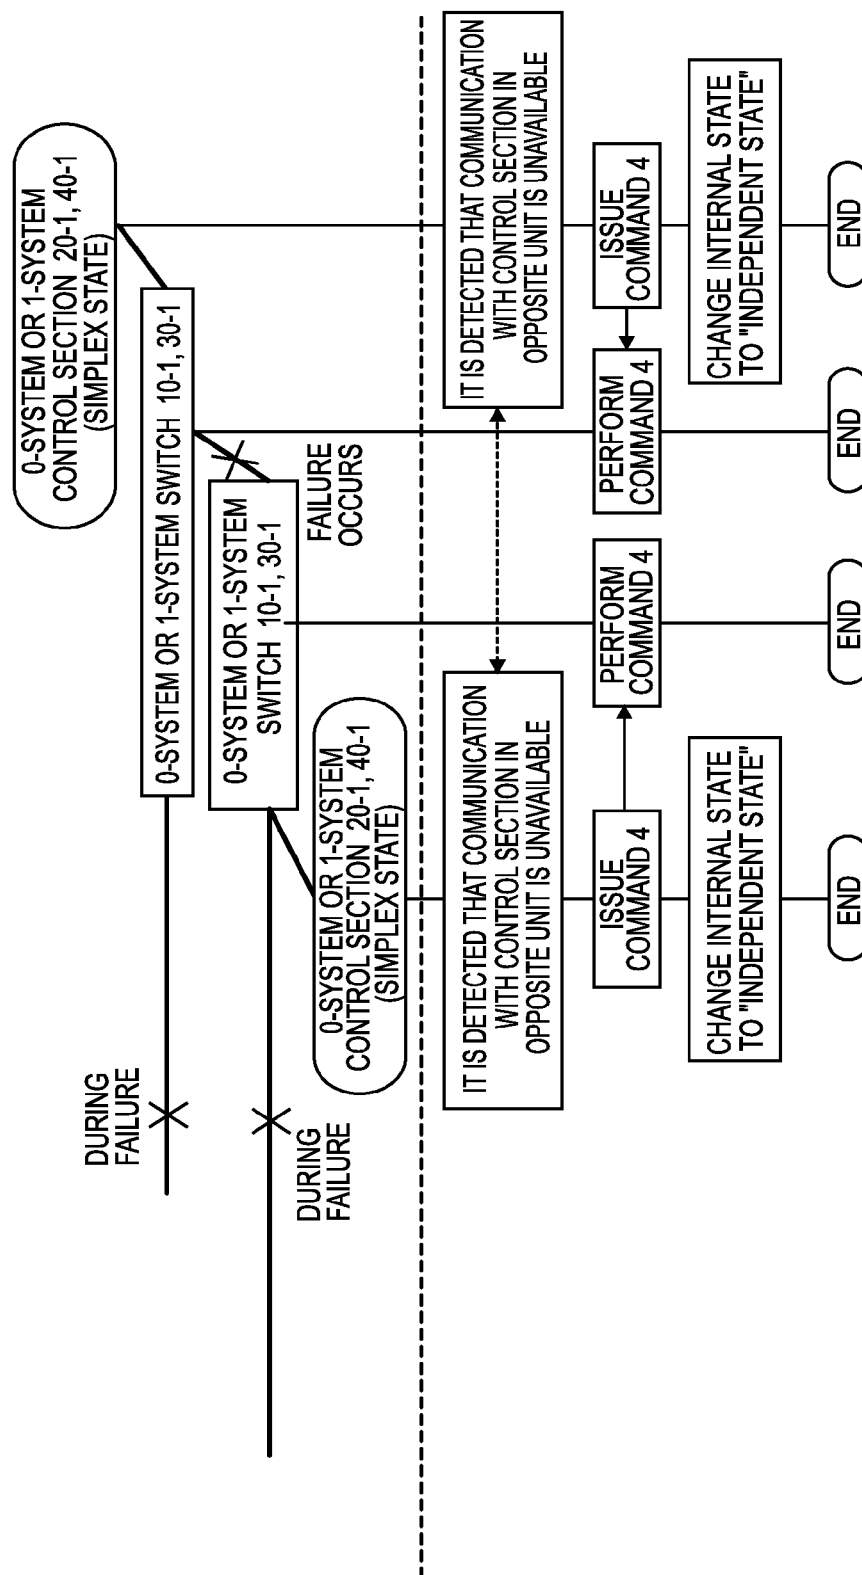 DURING
FAILURE
DURING
FAILURE
0-SYSTEM OR 1-SYSTEM
CONTROL SECTION 20-1, 40-1
(SIMPLEX STATE)
0-SYSTEM OR 1-SYSTEM SWITCH 10-1, 30-1
0-SYSTEM OR 1-SYSTEM
SWITCH 10-1, 30-1
FAILURE
OCCURS
0-SYSTEM OR 1-SYSTEM
CONTROL SECTION 20-1, 40-1
(SIMPLEX STATE)
IT IS DETECTED THAT COMMUNICATION
WITH CONTROL SECTION IN
OPPOSITE UNIT IS UNAVAILABLE
IT IS DETECTED THAT COMMUNICATION
WITH CONTROL SECTION IN
OPPOSITE UNIT IS UNAVAILABLE
ISSUE
COMMAND 4
PERFORM
COMMAND 4
PERFORM
COMMAND 4
ISSUE
COMMAND 4
CHANGE INTERNAL STATE
TO "INDEPENDENT STATE"
CHANGE INTERNAL STATE
TO "INDEPENDENT STATE"
END
END
END
END